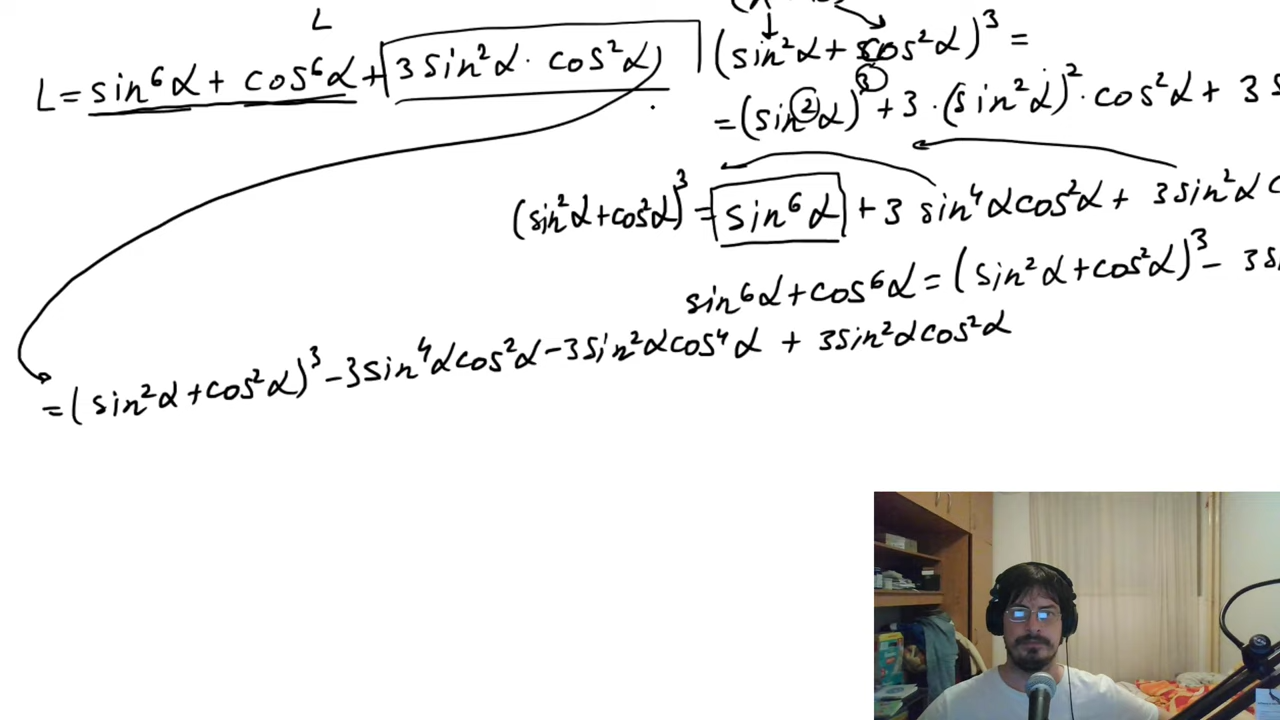 L
L = sin⁶α + cos⁶α + 3 sin²α · cos²α
(sin²α + cos²α)³ =
= (sin²α)³ + 3 · (sin²α)² · cos²α + 3 s
(sin²α + cos²α)³ = sin⁶α + 3 sin⁴α cos²α + 3 sin²α c
sin⁶α + cos⁶α = (sin²α + cos²α)³ - 3 si
= (sin²α + cos²α)³ - 3 sin⁴α cos²α - 3 sin²α cos⁴α + 3 sin²α cos²α